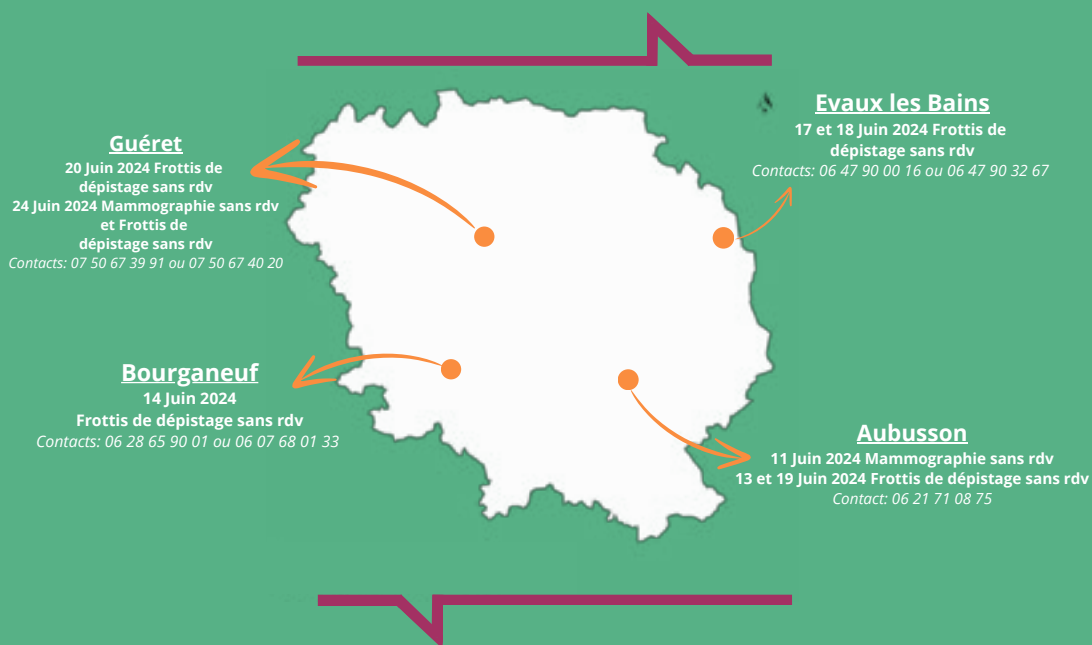 Guéret
20 Juin 2024 Frottis de
dépistage sans rdv
24 Juin 2024 Mammographie sans rdv
et Frottis de
dépistage sans rdv
Contacts: 07 50 67 39 91 ou 07 50 67 40 20
Evaux les Bains
17 et 18 Juin 2024 Frottis de
dépistage sans rdv
Contacts: 06 47 90 00 16 ou 06 47 90 32 67
Bourganeuf
14 Juin 2024
Frottis de dépistage sans rdv
Contacts: 06 28 65 90 01 ou 06 07 68 01 33
Aubusson
11 Juin 2024 Mammographie sans rdv
13 et 19 Juin 2024 Frottis de dépistage sans rdv
Contact: 06 21 71 08 75